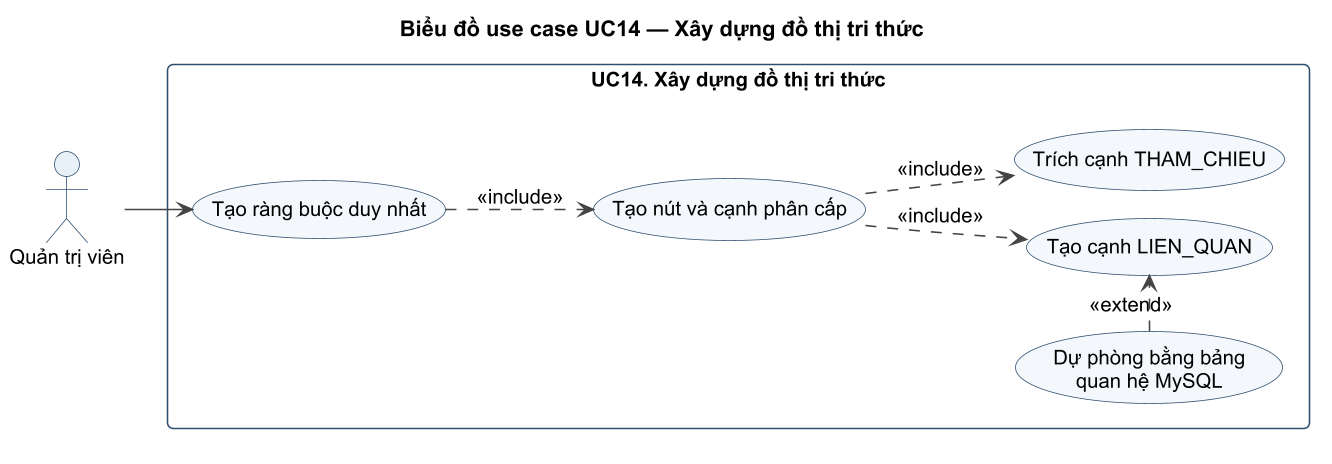 Biểu đồ use case UC14 — Xây dựng đồ thị tri thức
UC14. Xây dựng đồ thị tri thức
Quản trị viên
Tạo ràng buộc duy nhất
«include»
Tạo nút và cạnh phân cấp
«include»
Trích cạnh THAM_CHIEU
«include»
Tạo cạnh LIEN_QUAN
«extend»
Dự phòng bằng bảng
quan hệ MySQL